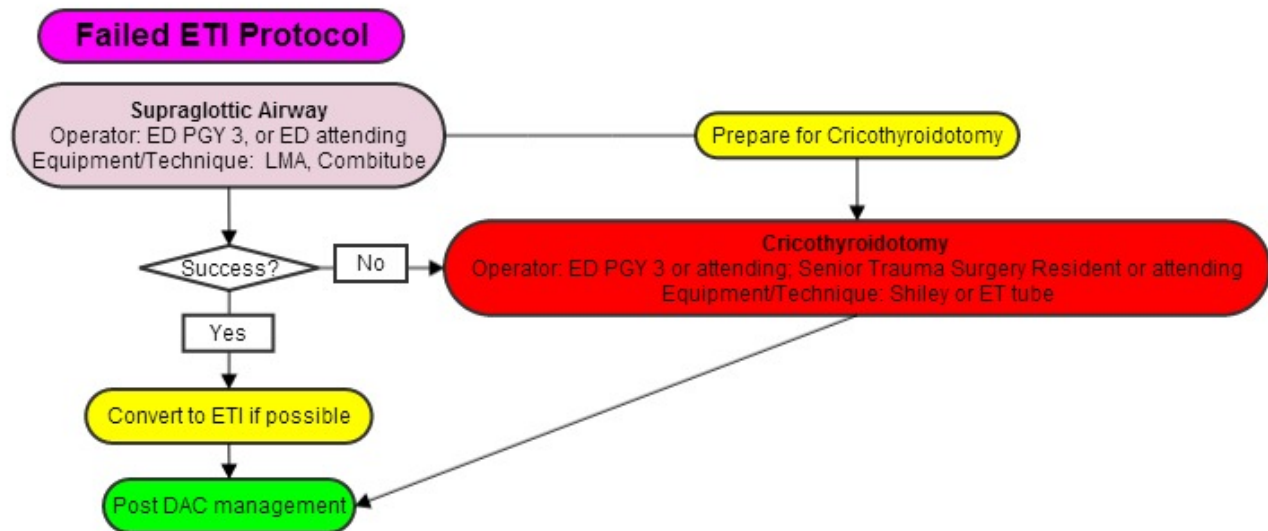 Failed ETI Protocol
Supraglottic Airway
Operator: ED PGY 3, or ED attending
Equipment/Technique: LMA, Combitube
Prepare for Cricothyroidotomy
Success?
No
Cricothyroidotomy
Operator: ED PGY 3 or attending; Senior Trauma Surgery Resident or attending
Equipment/Technique: Shiley or ET tube
Yes
Convert to ETI if possible
Post DAC management